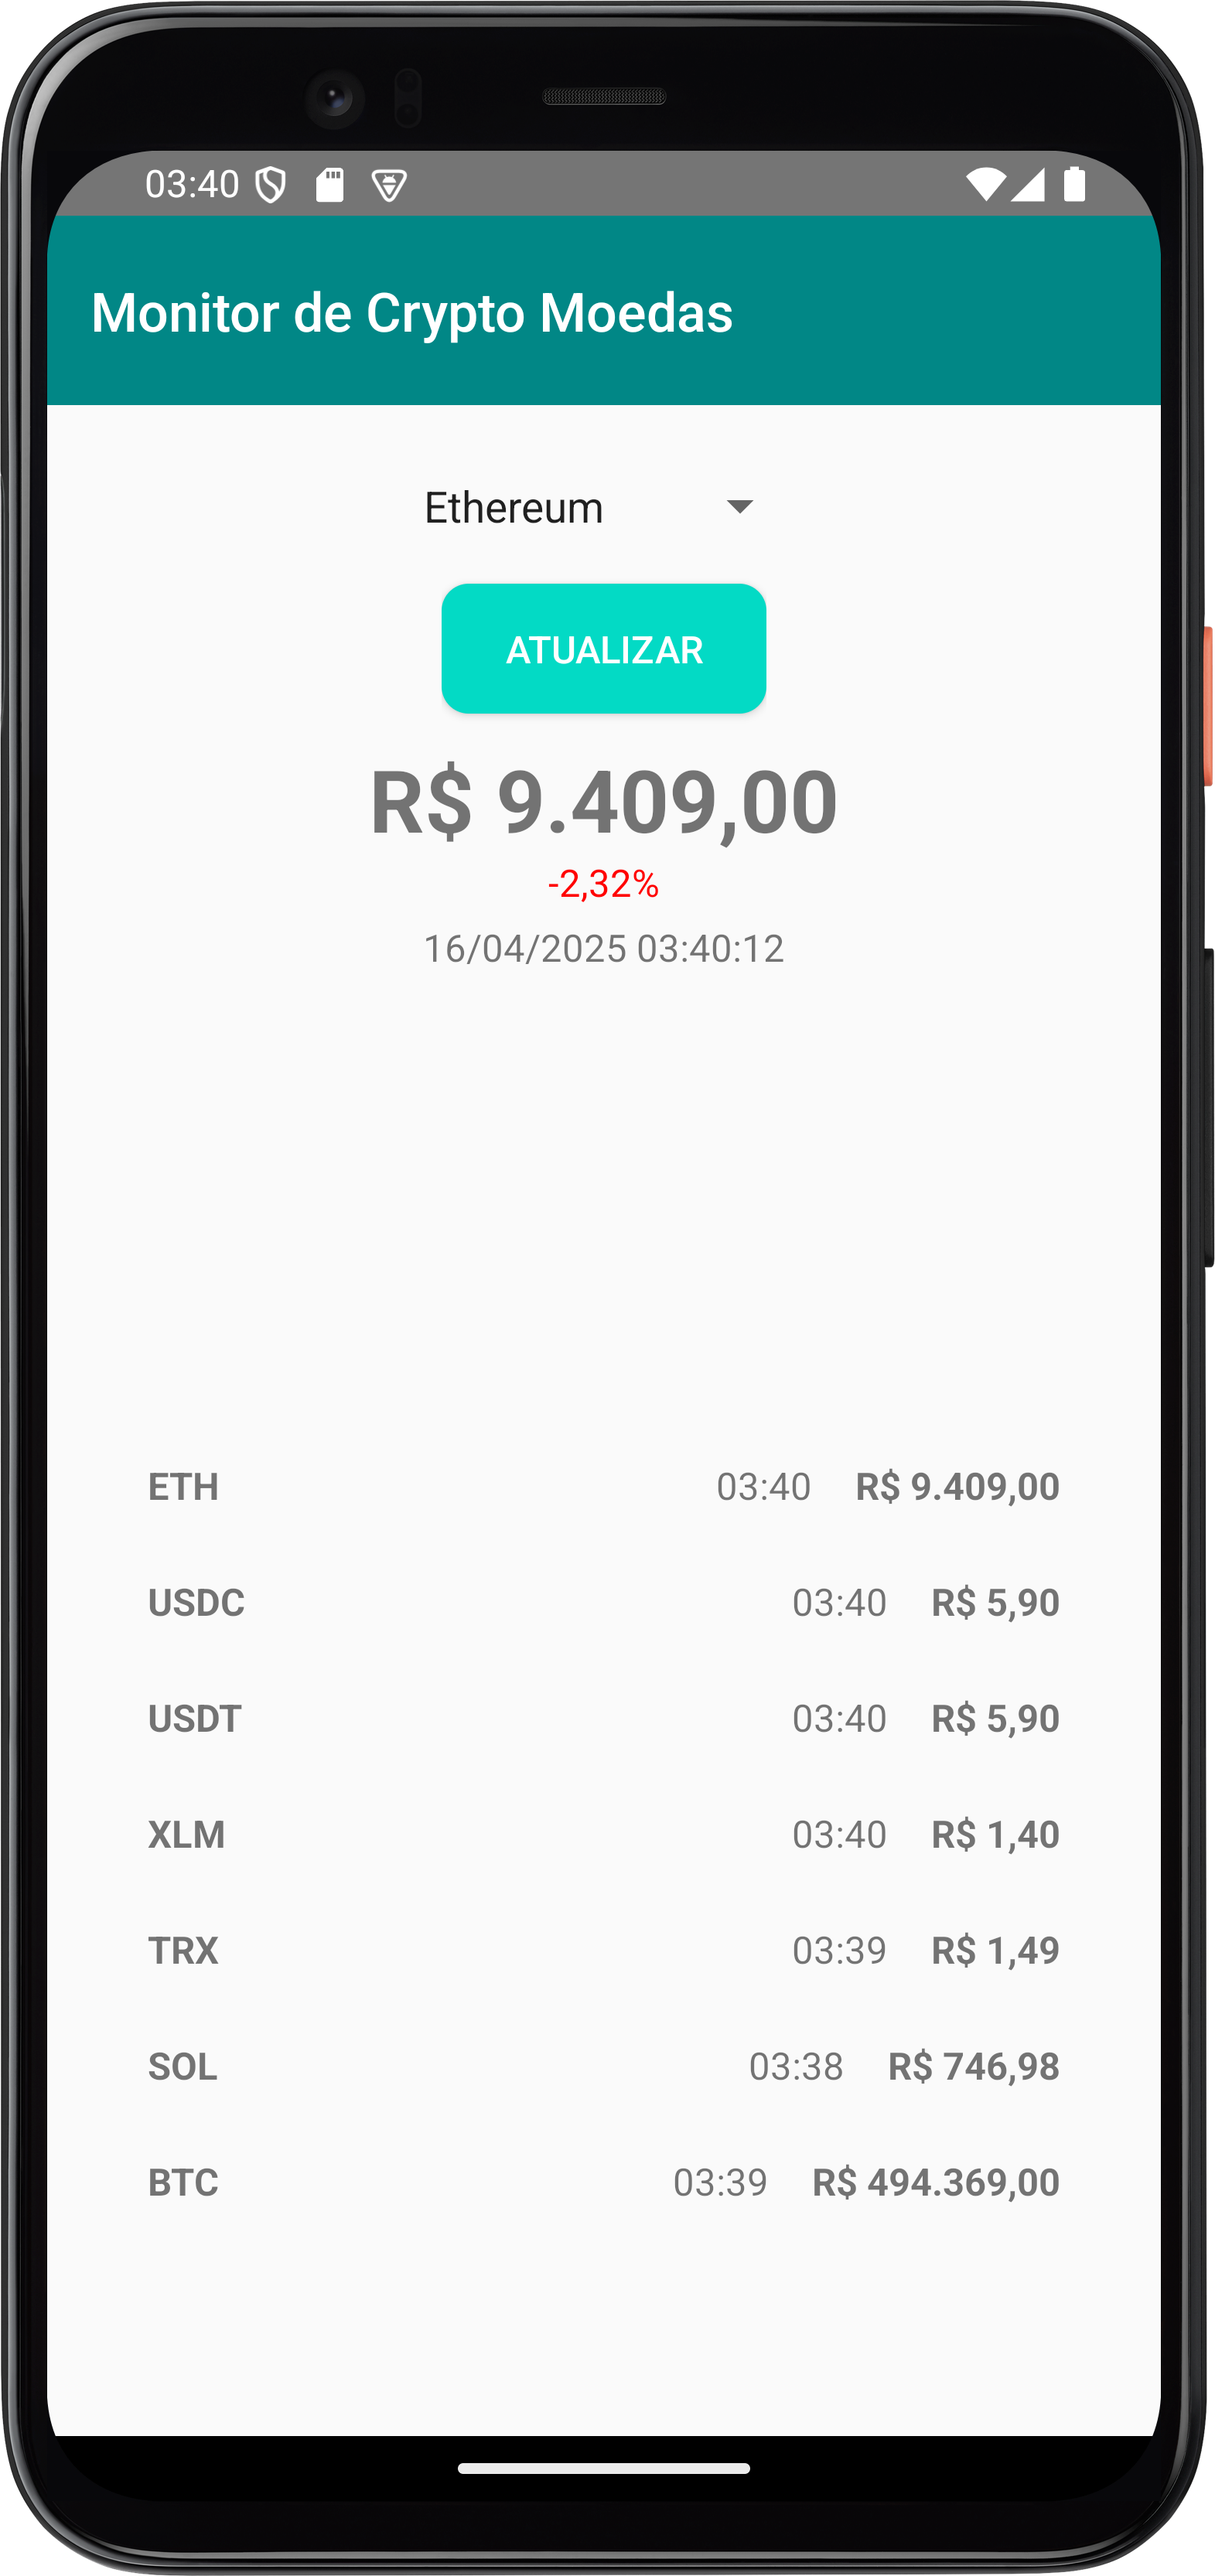 03:40
Monitor de Crypto Moedas
Ethereum
ATUALIZAR
R$ 9.409,00
-2,32%
16/04/2025 03:40:12
ETH 03:40 R$ 9.409,00
USDC 03:40 R$ 5,90
USDT 03:40 R$ 5,90
XLM 03:40 R$ 1,40
TRX 03:39 R$ 1,49
SOL 03:38 R$ 746,98
BTC 03:39 R$ 494.369,00